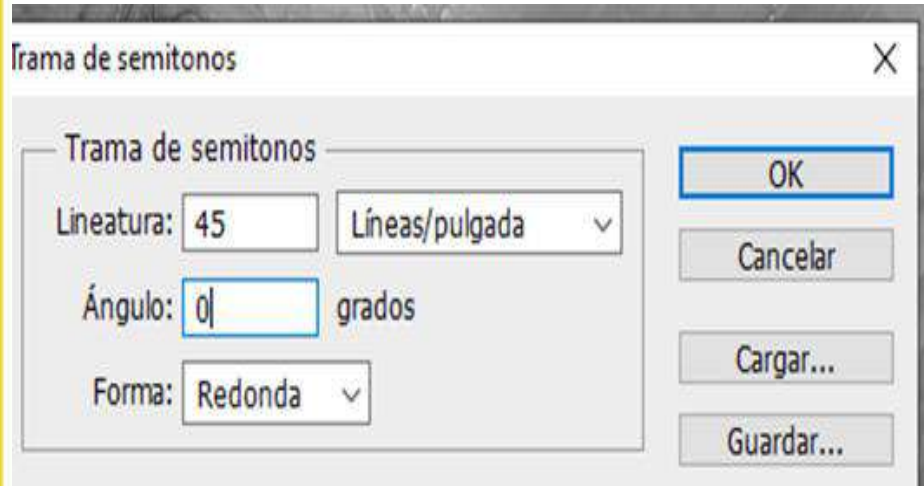 Trama de semitonos
Trama de semitonos
Lineatura: 45 Líneas/pulgada
Ángulo: 0 grados
Forma: Redonda
OK
Cancelar
Cargar...
Guardar...